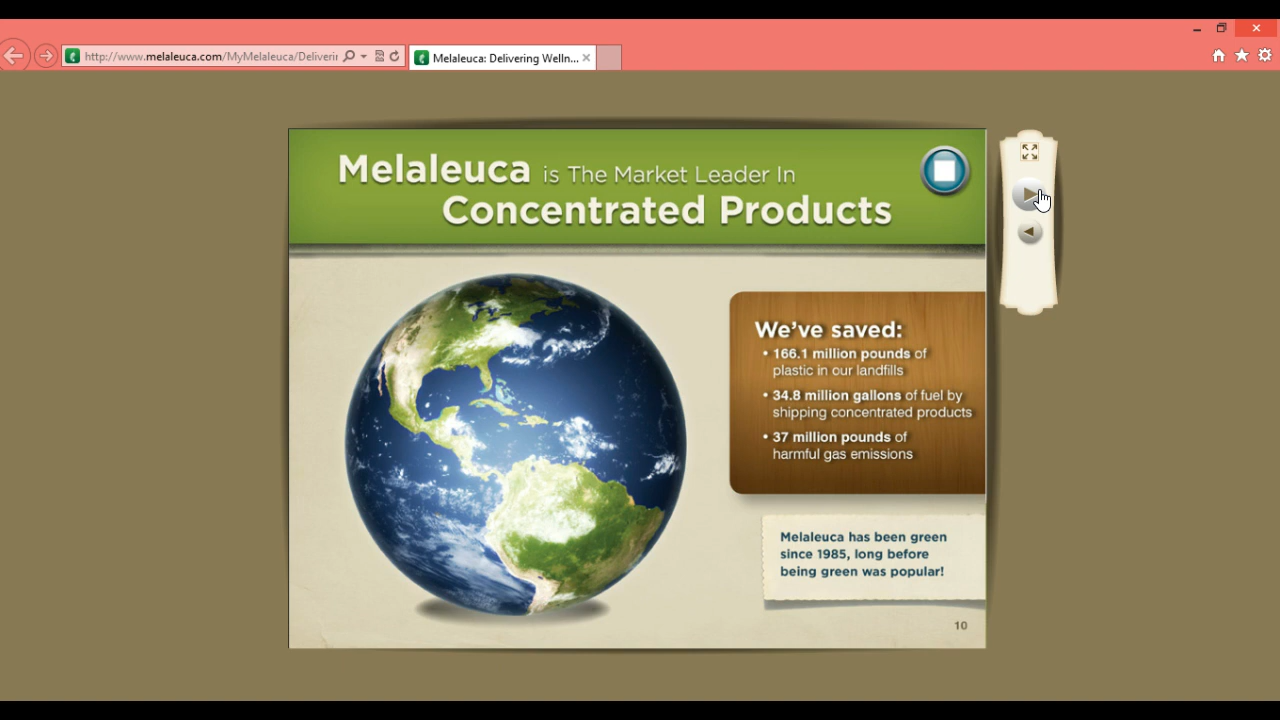 http://www.melaleuca.com/MyMelaleuca/Deliverin
Melaleuca: Delivering Welln...
Melaleuca is The Market Leader In
Concentrated Products
We've saved:
• 166.1 million pounds of
plastic in our landfills
• 34.8 million gallons of fuel by
shipping concentrated products
• 37 million pounds of
harmful gas emissions
Melaleuca has been green
since 1985, long before
being green was popular!
10